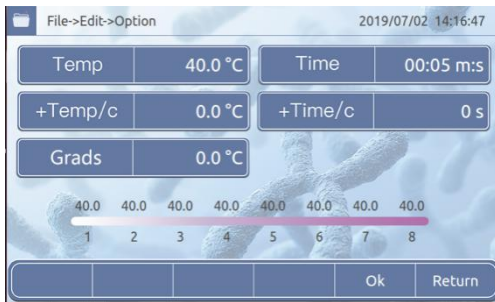 File->Edit->Option 2019/07/02 14:16:47
Temp 40.0 °C Time 00:05 m:s
+Temp/c 0.0 °C +Time/c 0 s
Grads 0.0 °C
40.0 40.0 40.0 40.0 40.0 40.0 40.0 40.0
1 2 3 4 5 6 7 8
Ok Return